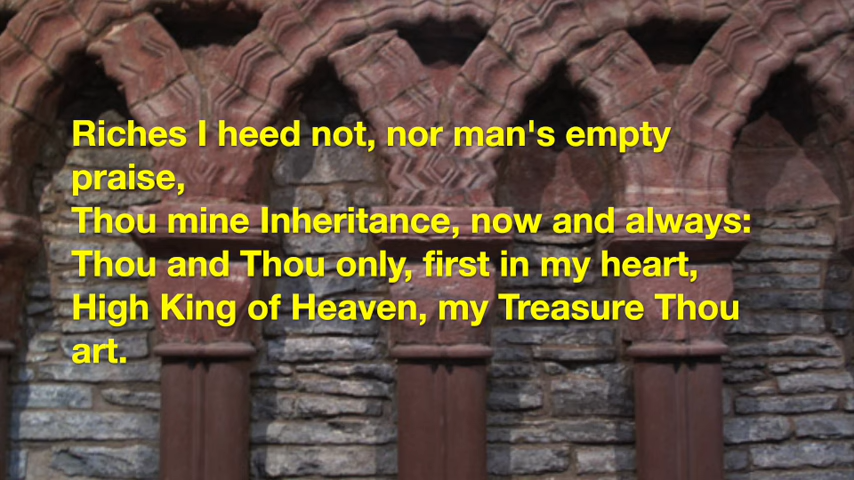 Riches I heed not, nor man's empty
praise,
Thou mine Inheritance, now and always:
Thou and Thou only, first in my heart,
High King of Heaven, my Treasure Thou
art.